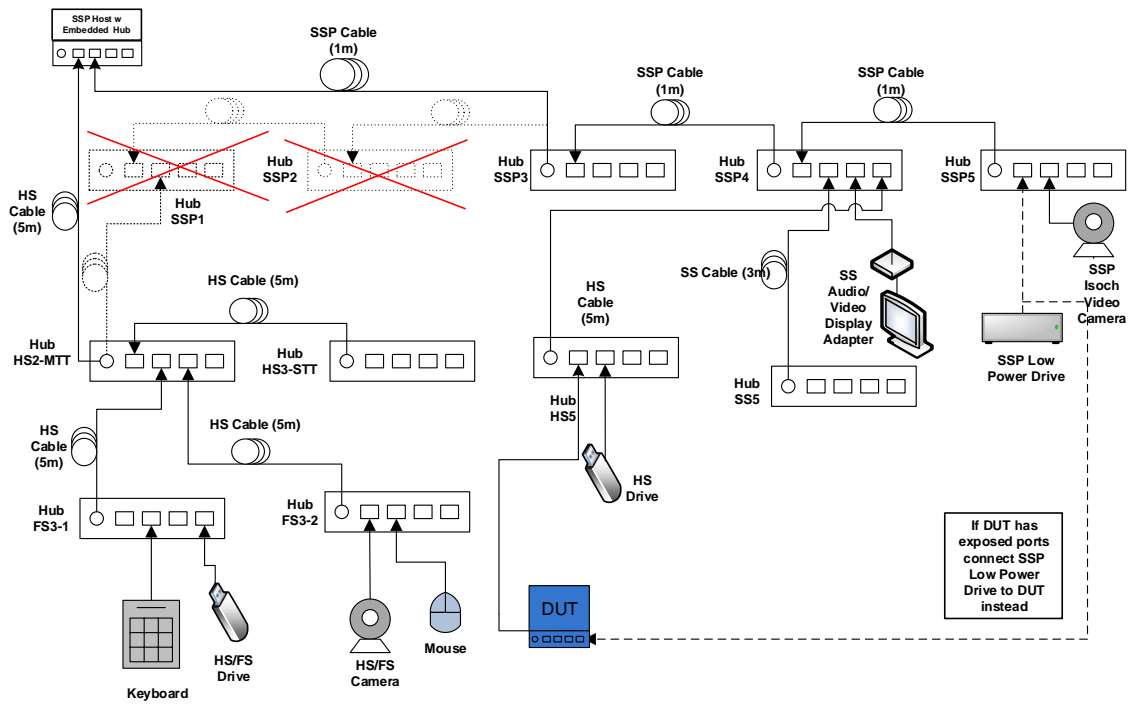 SSP Host w
Embedded Hub
SSP Cable
(1m)
SSP Cable
(1m)
SSP Cable
(1m)
Hub
SSP1
Hub
SSP2
Hub
SSP3
Hub
SSP4
Hub
SSP5
HS
Cable
(5m)
HS Cable (5m)
HS
Cable
(5m)
SS Cable (3m)
SS
Audio/
Video
Display
Adapter
SSP
Isoch
Video
Camera
SSP Low
Power Drive
Hub
HS2-MTT
Hub
HS3-STT
Hub
HS5
Hub
SS5
HS
Cable
(5m)
HS Cable (5m)
HS
Drive
Hub
FS3-1
Hub
FS3-2
If DUT has
exposed ports
connect SSP
Low Power
Drive to DUT
instead
DUT
Keyboard
HS/FS
Drive
HS/FS
Camera
Mouse